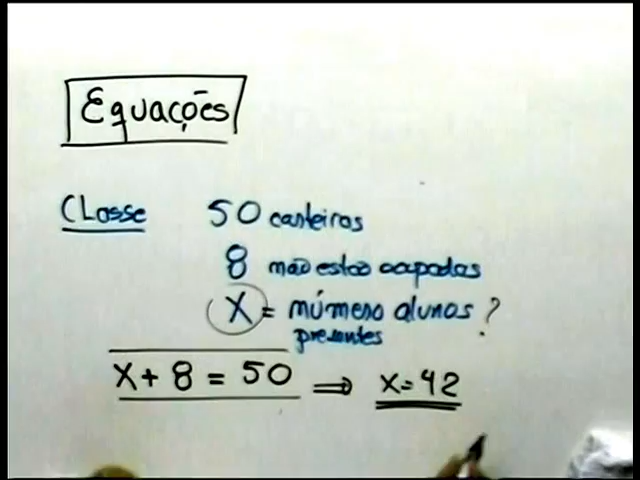 Equações
Classe 50 carteiras
8 não estão ocupadas
x = número alunos ?
presentes
x + 8 = 50 ⇒ x = 42